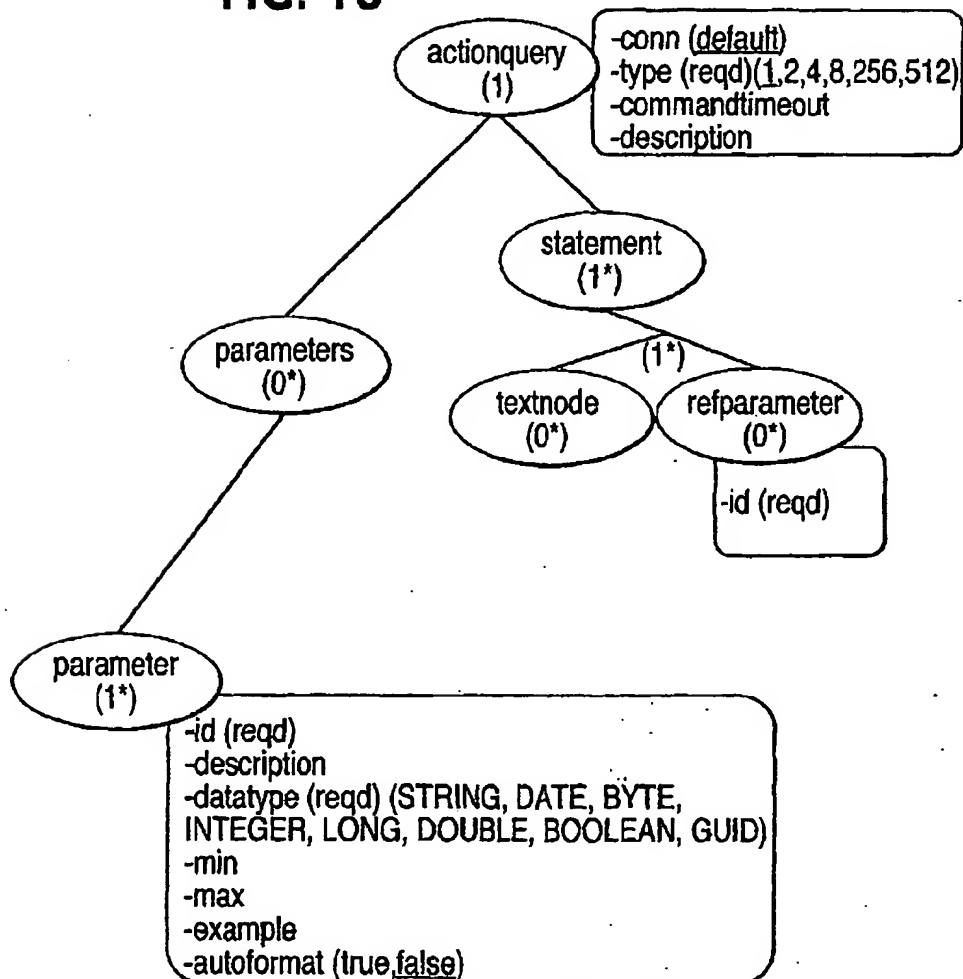 actionquery
(1)
-conn (default)
-type (reqd)(1,2,4,8,256,512)
-commandtimeout
-description
statement
(1*)
parameters
(0*)
(1*)
textnode
(0*)
refparameter
(0*)
-id (reqd)
parameter
(1*)
-id (reqd)
-description
-datatype (reqd) (STRING, DATE, BYTE,
INTEGER, LONG, DOUBLE, BOOLEAN, GUID)
-min
-max
-example
-autoformat (true,false)